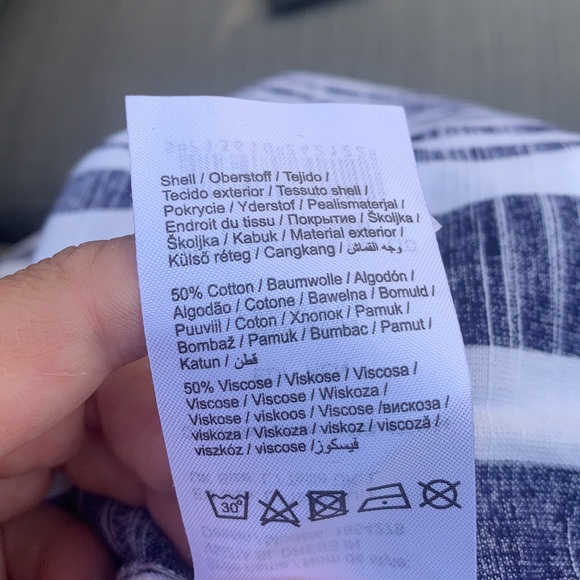 Shell / Oberstoff / Tejido /
Tecido exterior / Tessuto shell /
Pokrycie / Yderstof / Pealismaterjal /
Endroit du tissu / Покрытие / Školjka /
Školjka / Kabuk / Material exterior /
Külső réteg / Cangkang / وجه القماش
50% Cotton / Baumwolle / Algodón /
Algodão / Cotone / Bawełna / Bomuld /
Puuvill / Coton / Хлопок / Pamuk /
Bombaž / Pamuk / Bumbac / Pamut /
Katun / قطن
50% Viscose / Viskose / Viscosa /
Viscose / Viscose / Wiskoza /
Viskose / viskoos / Viscose /вискоза /
viskoza / Viskoza / viskoz / viscoză /
viszkóz / viscose /فيسكوز
30°